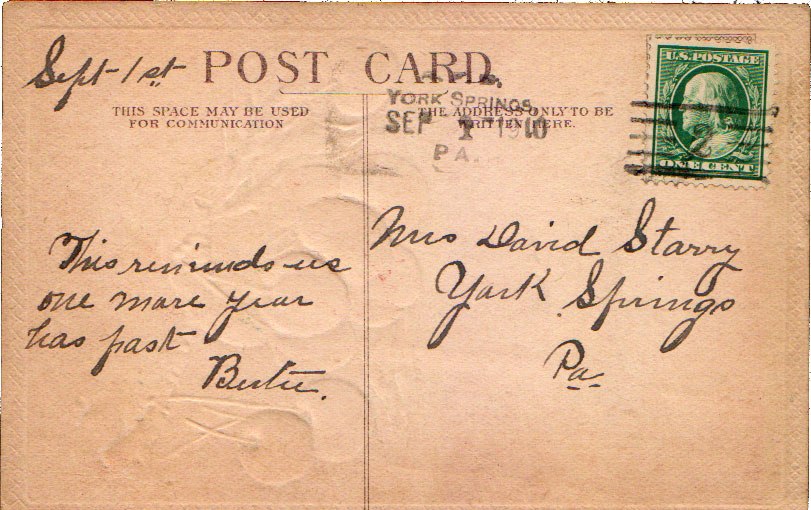 Sept 1st
POST CARD.
THIS SPACE MAY BE USED
FOR COMMUNICATION
THE ADDRESS ONLY TO BE
WRITTEN HERE.
YORK SPRINGS,
SEP 1 1910
PA.
U.S. POSTAGE
2
ONE CENT
This reminds us
one more year
has past
Bertie.
Mrs David Starry
York Springs
Pa.